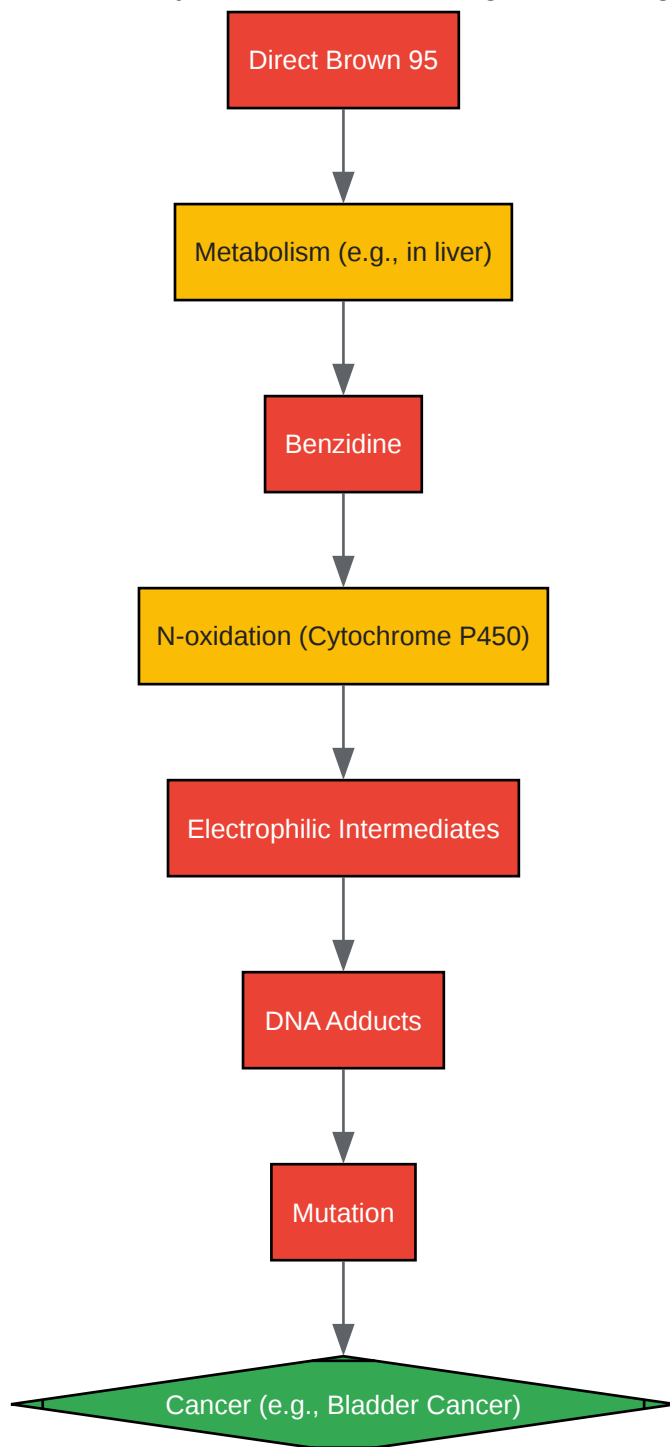 Direct Brown 95
Metabolism (e.g., in liver)
Benzidine
N-oxidation (Cytochrome P450)
Electrophilic Intermediates
DNA Adducts
Mutation
Cancer (e.g., Bladder Cancer)